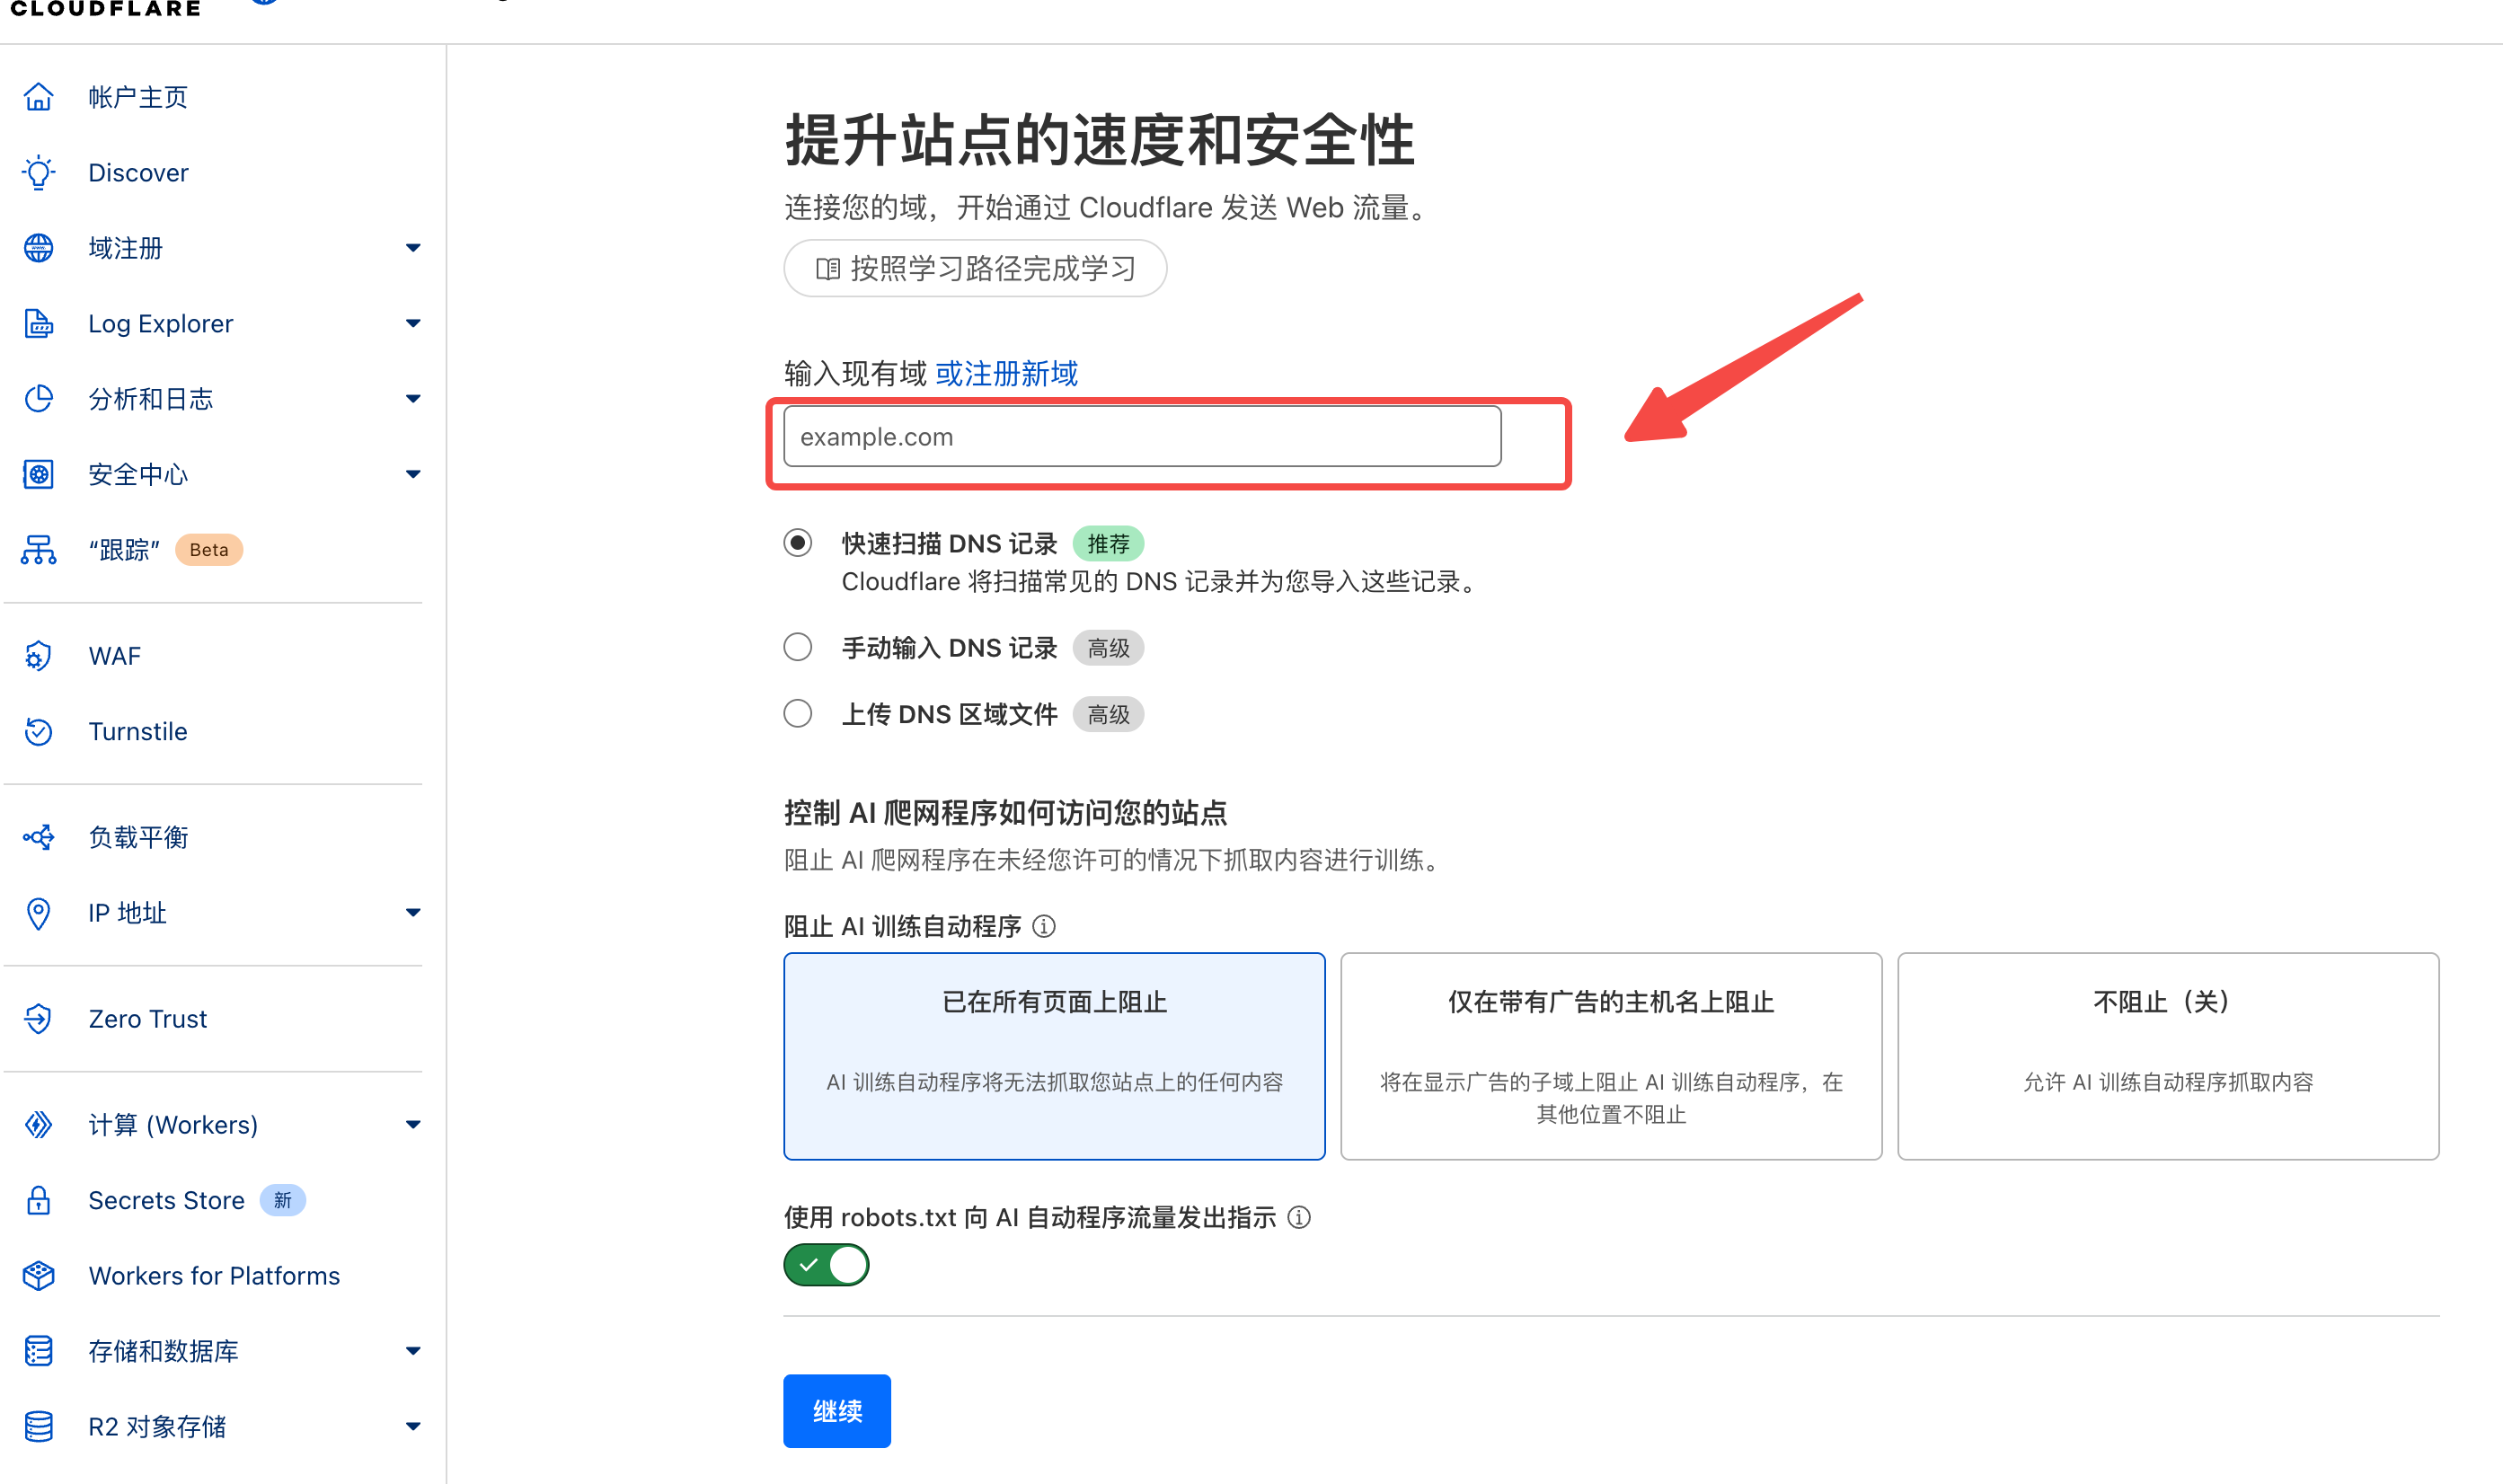 CLOUDFLARE
帐户主页
Discover
域注册
Log Explorer
分析和日志
安全中心
“跟踪” Beta
WAF
Turnstile
负载平衡
IP 地址
Zero Trust
计算 (Workers)
Secrets Store 新
Workers for Platforms
存储和数据库
R2 对象存储
提升站点的速度和安全性
连接您的域，开始通过 Cloudflare 发送 Web 流量。
按照学习路径完成学习
输入现有域 或注册新域
example.com
快速扫描 DNS 记录 推荐
Cloudflare 将扫描常见的 DNS 记录并为您导入这些记录。
手动输入 DNS 记录 高级
上传 DNS 区域文件 高级
控制 AI 爬网程序如何访问您的站点
阻止 AI 爬网程序在未经您许可的情况下抓取内容进行训练。
阻止 AI 训练自动程序
已在所有页面上阻止
AI 训练自动程序将无法抓取您站点上的任何内容
仅在带有广告的主机名上阻止
将在显示广告的子域上阻止 AI 训练自动程序，在
其他位置不阻止
不阻止（关）
允许 AI 训练自动程序抓取内容
使用 robots.txt 向 AI 自动程序流量发出指示
继续